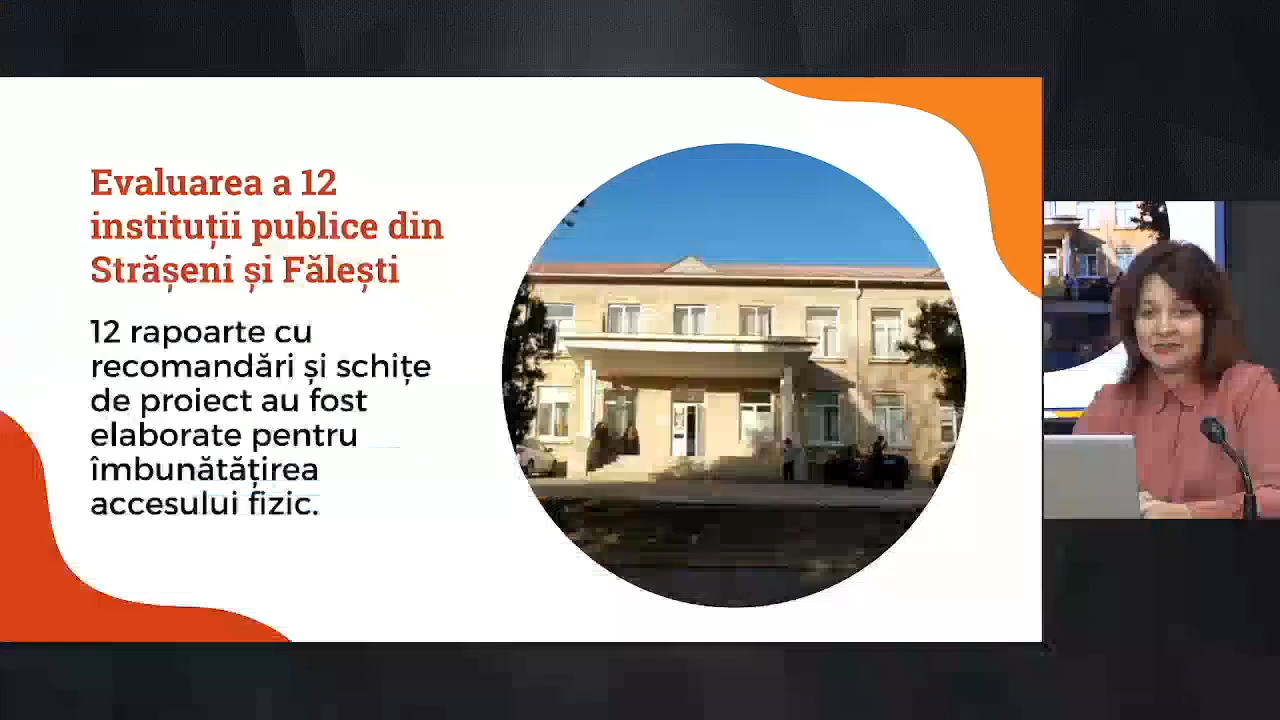 Evaluarea a 12
instituții publice din
Strășeni și Fălești
12 rapoarte cu
recomandări și schițe
de proiect au fost
elaborate pentru
îmbunătățirea
accesului fizic.